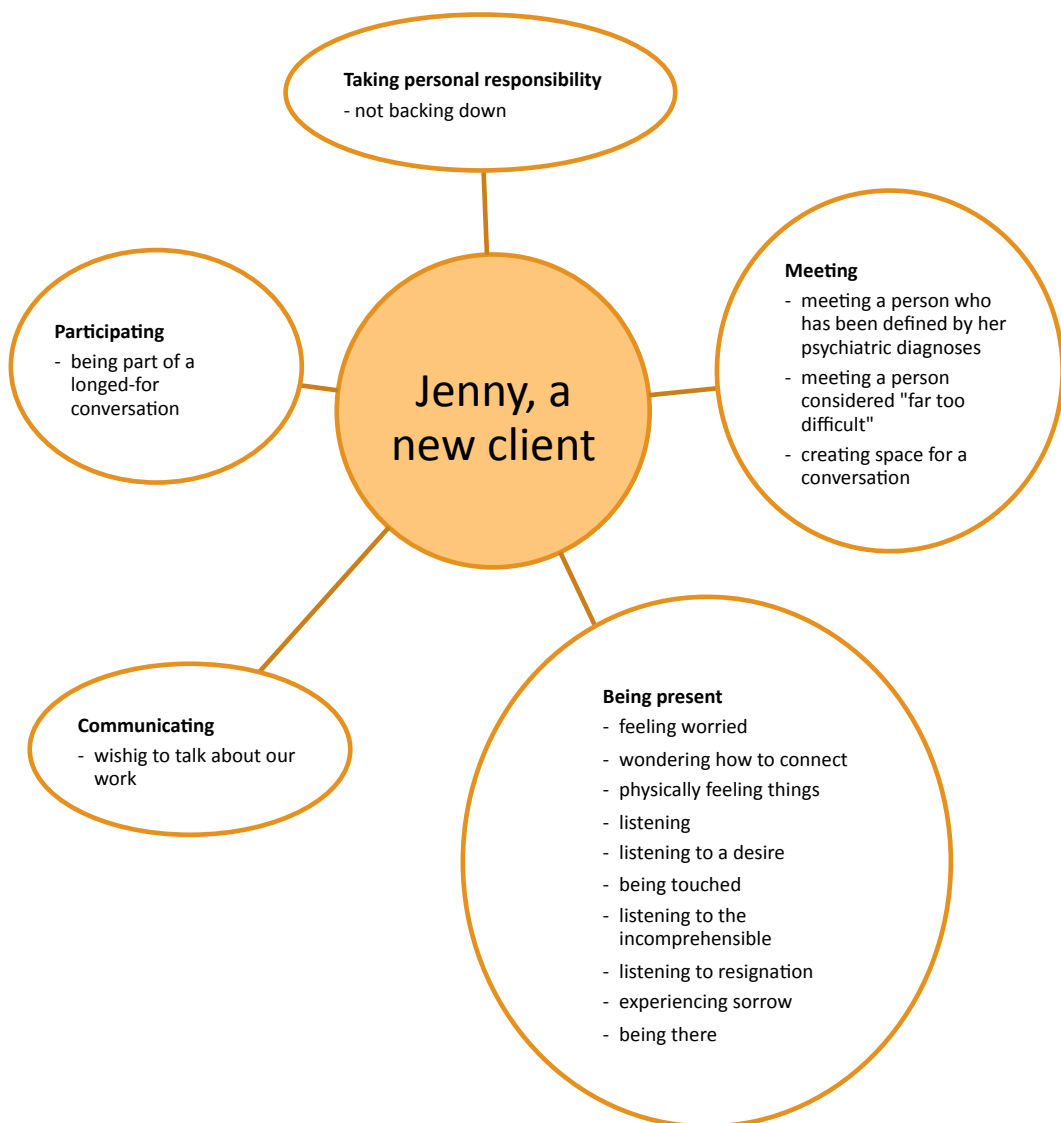 Taking personal responsibility
- not backing down
Meeting
- meeting a person who
has been defined by her
psychiatric diagnoses
- meeting a person
considered "far too
difficult"
- creating space for a
conversation
Participating
- being part of a
longed-for
conversation
Jenny, a
new client
Communicating
- wishig to talk about our
work
Being present
- feeling worried
- wondering how to connect
- physically feeling things
- listening
- listening to a desire
- being touched
- listening to the
incomprehensible
- listening to resignation
- experiencing sorrow
- being there